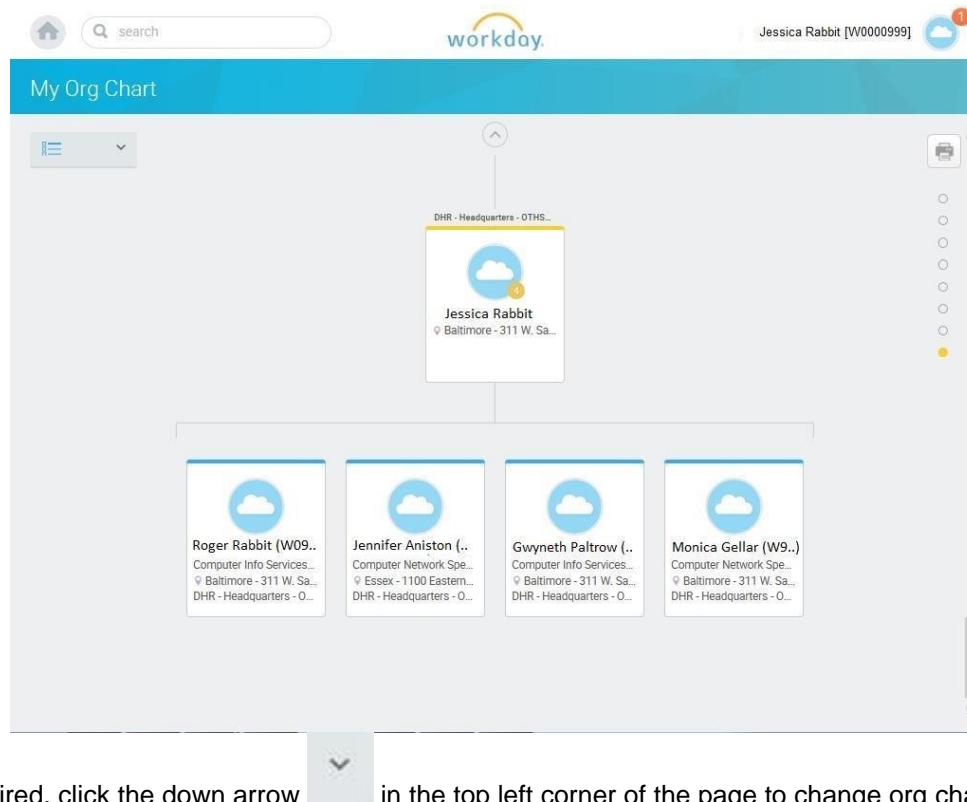 search
workday.
Jessica Rabbit [W0000999]
1
My Org Chart
DHR - Headquarters - OTHS...
4
Jessica Rabbit
Baltimore - 311 W. Sa...
Roger Rabbit (W09..
Computer Info Services...
Baltimore - 311 W. Sa...
DHR - Headquarters - O...
Jennifer Aniston (..
Computer Network Spe...
Essex - 1100 Eastern...
DHR - Headquarters - O...
Gwyneth Paltrow (..
Computer Info Services...
Baltimore - 311 W. Sa...
DHR - Headquarters - O...
Monica Gellar (W9..)
Computer Network Spe...
Baltimore - 311 W. Sa...
DHR - Headquarters - O...
ired, click the down arrow in the top left corner of the page to change org cha